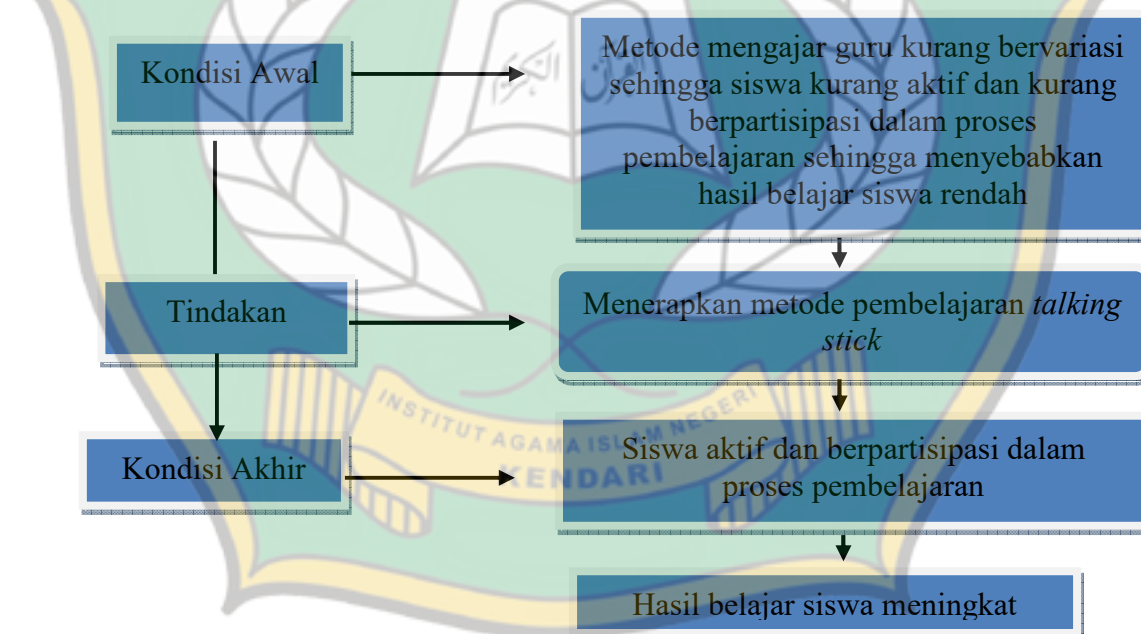 Kondisi Awal
Metode mengajar guru kurang bervariasi
sehingga siswa kurang aktif dan kurang
berpartisipasi dalam proses
pembelajaran sehingga menyebabkan
hasil belajar siswa rendah
Tindakan
Menerapkan metode pembelajaran talking
stick
Kondisi Akhir
Siswa aktif dan berpartisipasi dalam
proses pembelajaran
Hasil belajar siswa meningkat
INSTITUT AGAMA ISLAM NEGERI
KENDARI